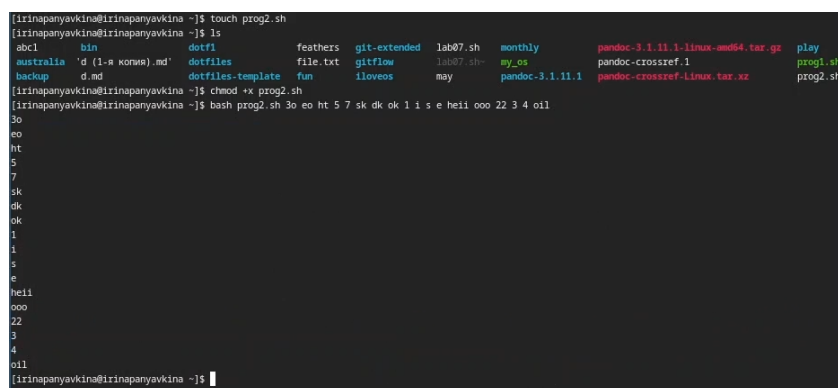 [irinapanyavkina@irinapanyavkina ~]$ touch prog2.sh
[irinapanyavkina@irinapanyavkina ~]$ ls
abc1 bin dotf1 feathers git-extended lab07.sh monthly pandoc-3.1.11.1-linux-amd64.tar.gz play
australia 'd (1-я копия).md' dotfiles file.txt gitflow lab07.sh~ my_os pandoc-crossref.1 prog1.sh
backup d.md dotfiles-template fun iloveos may pandoc-3.1.11.1 pandoc-crossref-Linux.tar.xz prog2.sh
[irinapanyavkina@irinapanyavkina ~]$ chmod +x prog2.sh
[irinapanyavkina@irinapanyavkina ~]$ bash prog2.sh 3o eo ht 5 7 sk dk ok 1 i s e heii ooo 22 3 4 oil
3o
eo
ht
5
7
sk
dk
ok
1
i
s
e
heii
ooo
22
3
4
oil
[irinapanyavkina@irinapanyavkina ~]$